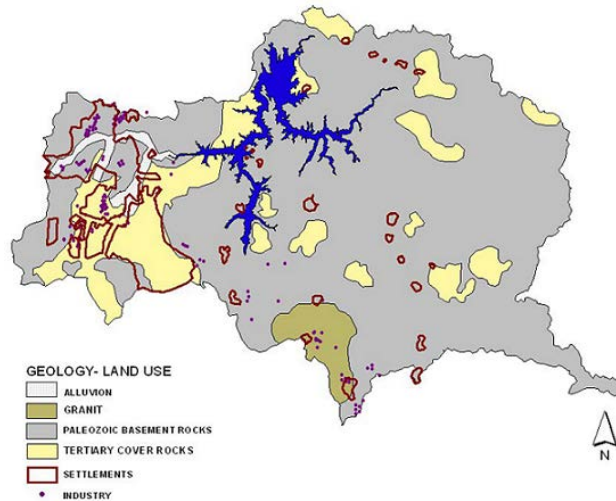 GEOLOGY- LAND USE
ALLUVION
GRANIT
PALEOZOIC BASEMENT ROCKS
TERTIARY COVER ROCKS
SETTLEMENTS
INDUSTRY
N